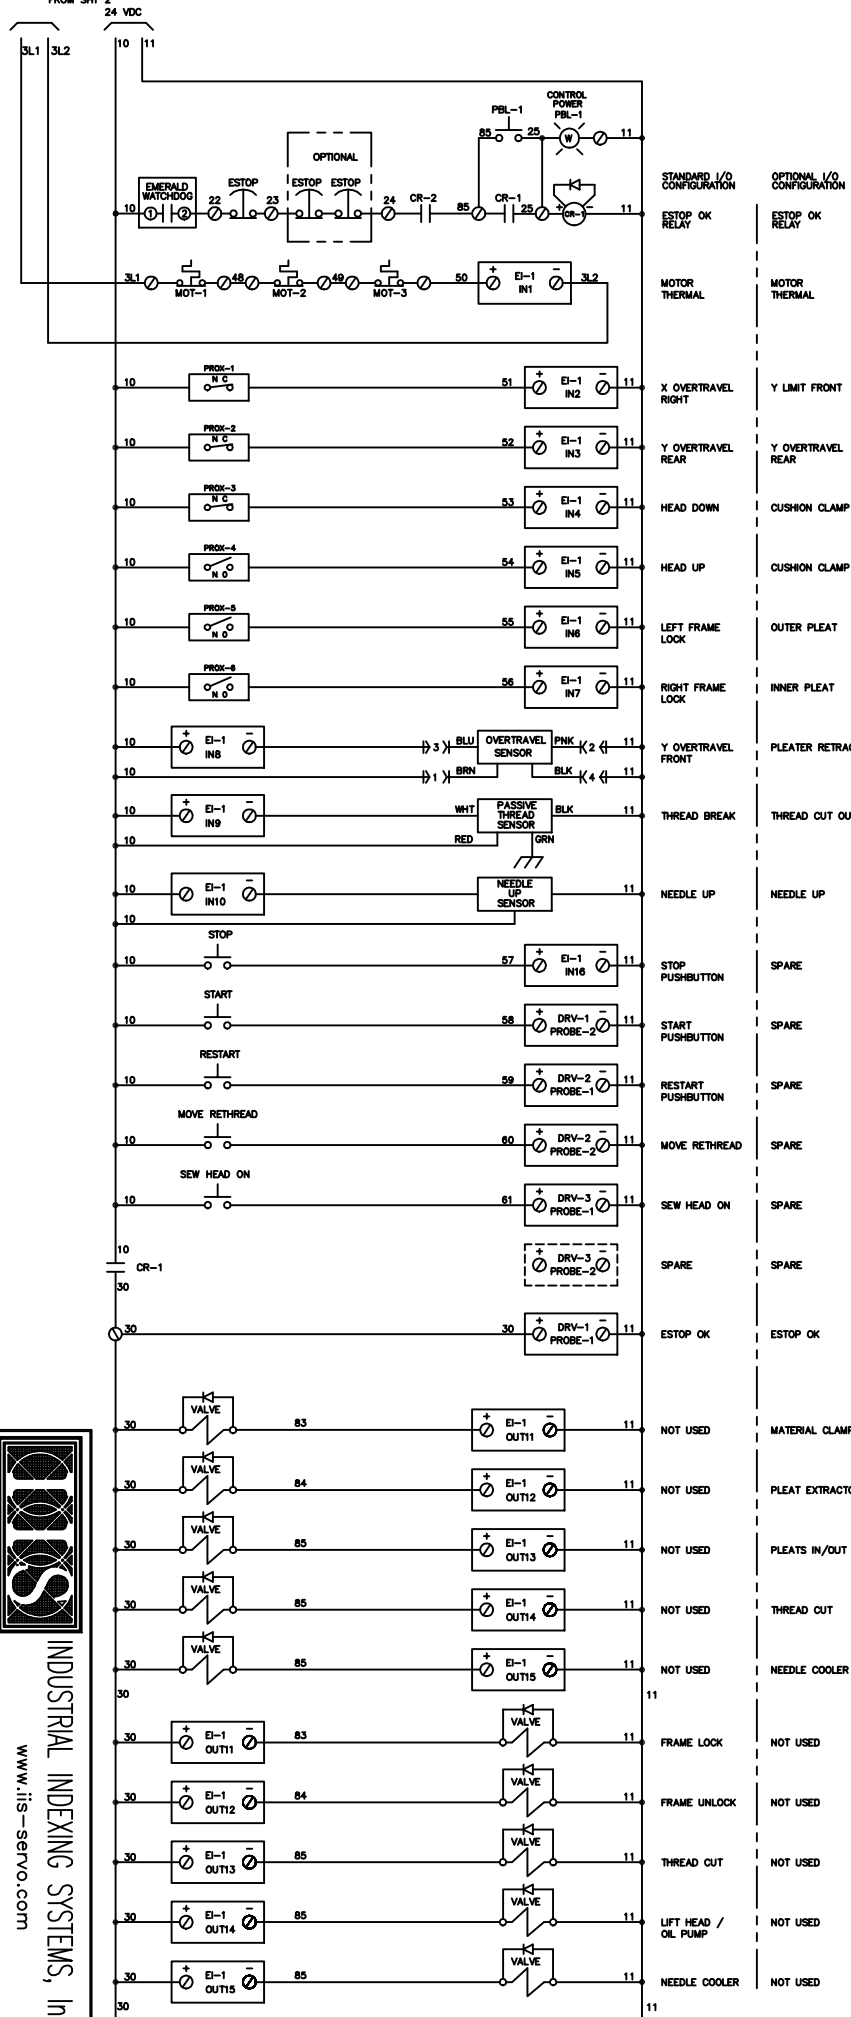 24 VDC
3L1 3L2 10 11
CONTROL
POWER
PBL-1
PBL-1
85 25 W 11
OPTIONAL
STANDARD I/O
CONFIGURATION
OPTIONAL I/O
CONFIGURATION
EMERALD
WATCHDOG
ESTOP ESTOP ESTOP
10 1 2 22 23 24 CR-2 85 CR-1 25 + CR-1 - 11
ESTOP OK
RELAY
ESTOP OK
RELAY
3L1 MOT-1 48 MOT-2 49 MOT-3 50 + EI-1 - 3L2
IN1
MOTOR
THERMAL
MOTOR
THERMAL
PROX-1
N C
10 51 + EI-1 - 11
IN2
X OVERTRAVEL
RIGHT
Y LIMIT FRONT
PROX-2
N C
10 52 + EI-1 - 11
IN3
Y OVERTRAVEL
REAR
Y OVERTRAVEL
REAR
PROX-3
N C
10 53 + EI-1 - 11
IN4
HEAD DOWN
CUSHION CLAMP
PROX-4
N O
10 54 + EI-1 - 11
IN5
HEAD UP
CUSHION CLAMP
PROX-5
N O
10 55 + EI-1 - 11
IN6
LEFT FRAME
LOCK
OUTER PLEAT
PROX-6
N O
10 56 + EI-1 - 11
IN7
RIGHT FRAME
LOCK
INNER PLEAT
10 + EI-1 - 3 BLU OVERTRAVEL PNK 2 11
IN8 SENSOR
10 1 BRN BLK 4 11
Y OVERTRAVEL
FRONT
PLEATER RETRAC
10 + EI-1 - WHT PASSIVE BLK 11
IN9 THREAD
SENSOR
10 RED GRN
THREAD BREAK
THREAD CUT OU
10 EI-1 NEEDLE 11
IN10 UP
SENSOR
10
NEEDLE UP
NEEDLE UP
STOP
10 57 + EI-1 - 11
IN16
STOP
PUSHBUTTON
SPARE
START
10 58 + DRV-1 - 11
PROBE-2
START
PUSHBUTTON
SPARE
RESTART
10 59 + DRV-2 - 11
PROBE-1
RESTART
PUSHBUTTON
SPARE
MOVE RETHREAD
10 60 + DRV-2 - 11
PROBE-2
MOVE RETHREAD
SPARE
SEW HEAD ON
10 61 + DRV-3 - 11
PROBE-1
SEW HEAD ON
SPARE
10
CR-1
30
+ DRV-3 -
PROBE-2
SPARE
SPARE
30 30 + DRV-1 - 11
PROBE-1
ESTOP OK
ESTOP OK
VALVE
30 83 + EI-1 - 11
OUT11
NOT USED
MATERIAL CLAMP
VALVE
30 84 + EI-1 - 11
OUT12
NOT USED
PLEAT EXTRACTO
VALVE
30 85 + EI-1 - 11
OUT13
NOT USED
PLEATS IN/OUT
VALVE
30 85 + EI-1 - 11
OUT14
NOT USED
THREAD CUT
VALVE
30 85 + EI-1 - 11
OUT15
NOT USED
NEEDLE COOLER
30 11
30 + EI-1 - 83 VALVE 11
OUT11
FRAME LOCK
NOT USED
30 + EI-1 - 84 VALVE 11
OUT12
FRAME UNLOCK
NOT USED
30 + EI-1 - 85 VALVE 11
OUT13
THREAD CUT
NOT USED
30 + EI-1 - 85 VALVE 11
OUT14
LIFT HEAD /
OIL PUMP
NOT USED
30 + EI-1 - 85 VALVE 11
OUT15
NEEDLE COOLER
NOT USED
30 11
IIS
INDUSTRIAL INDEXING SYSTEMS, In
www.iis-servo.com